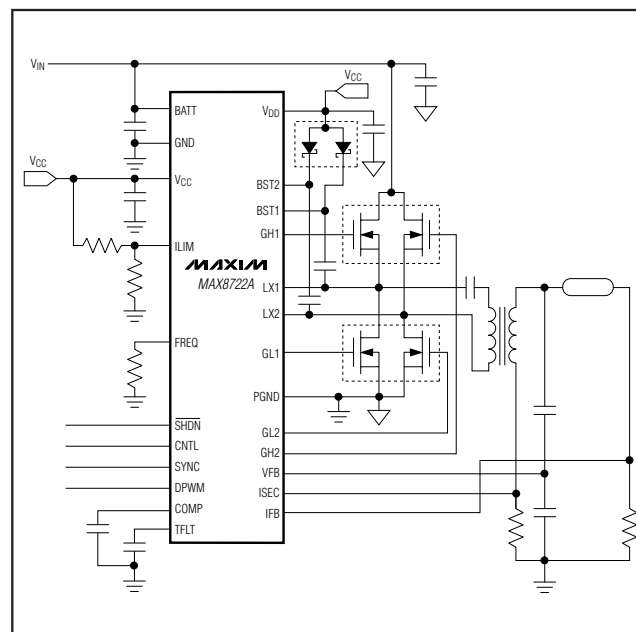 VIN
VCC
BATT
VDD
GND
VCC
VCC
BST2
BST1
GH1
ILIM
MAXIM
MAX8722A
LX1
LX2
FREQ
GL1
PGND
SHDN
GL2
CNTL
GH2
SYNC
VFB
DPWM
ISEC
COMP
IFB
TFLT